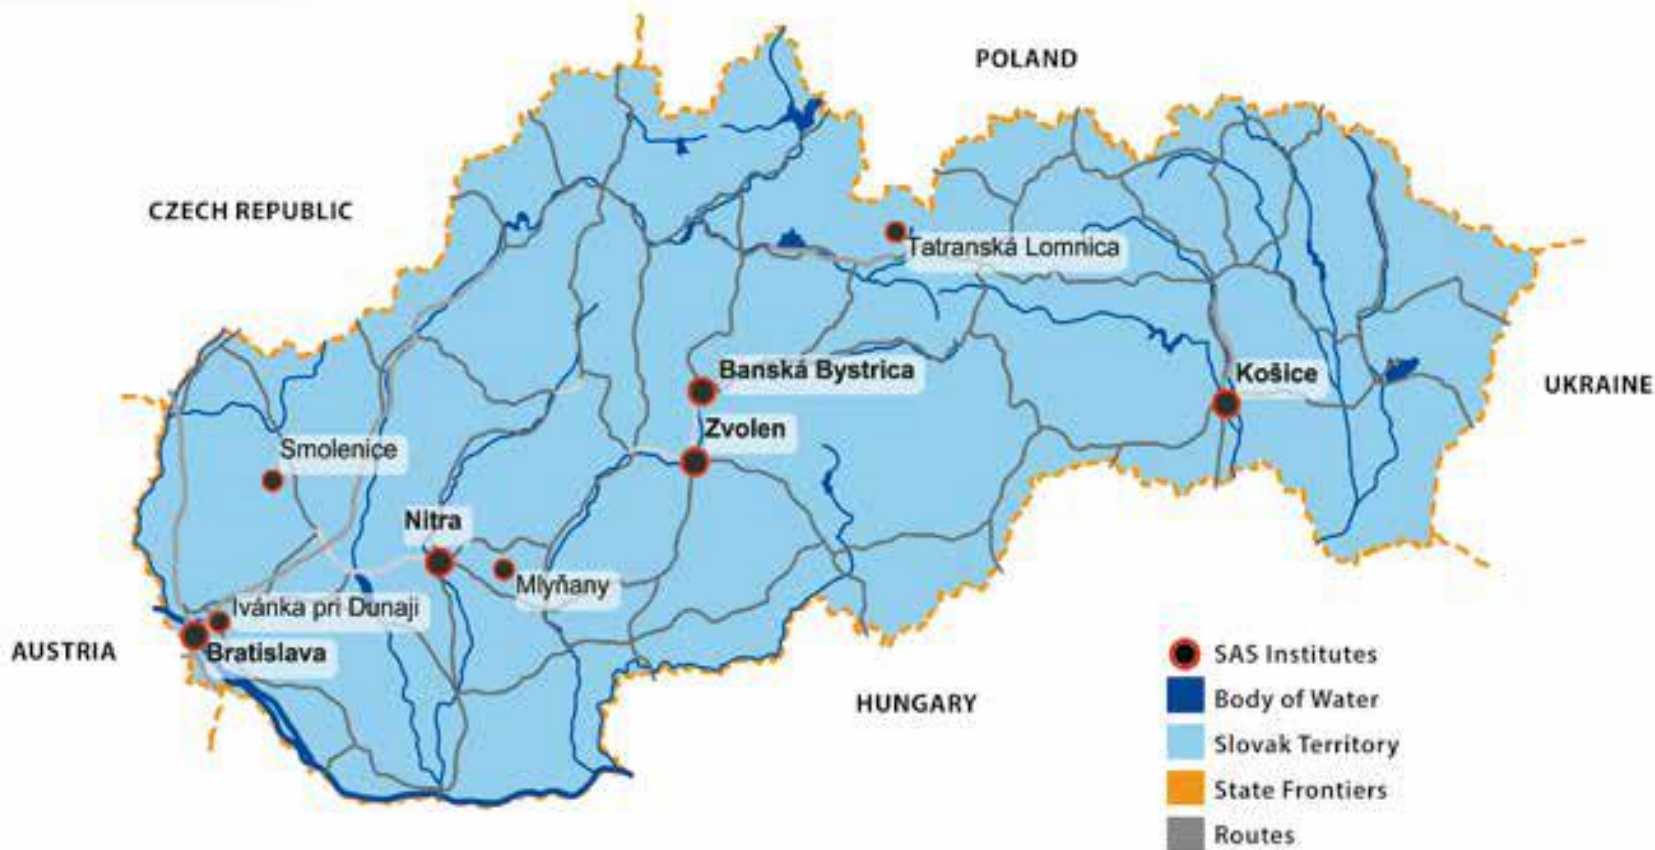 POLAND
CZECH REPUBLIC
Tatranská Lomnica
Banská Bystrica
Košice
UKRAINE
Zvolen
Smolenice
Nitra
Mlyňany
Ivánka pri Dunaji
AUSTRIA
Bratislava
HUNGARY
SAS Institutes
Body of Water
Slovak Territory
State Frontiers
Routes